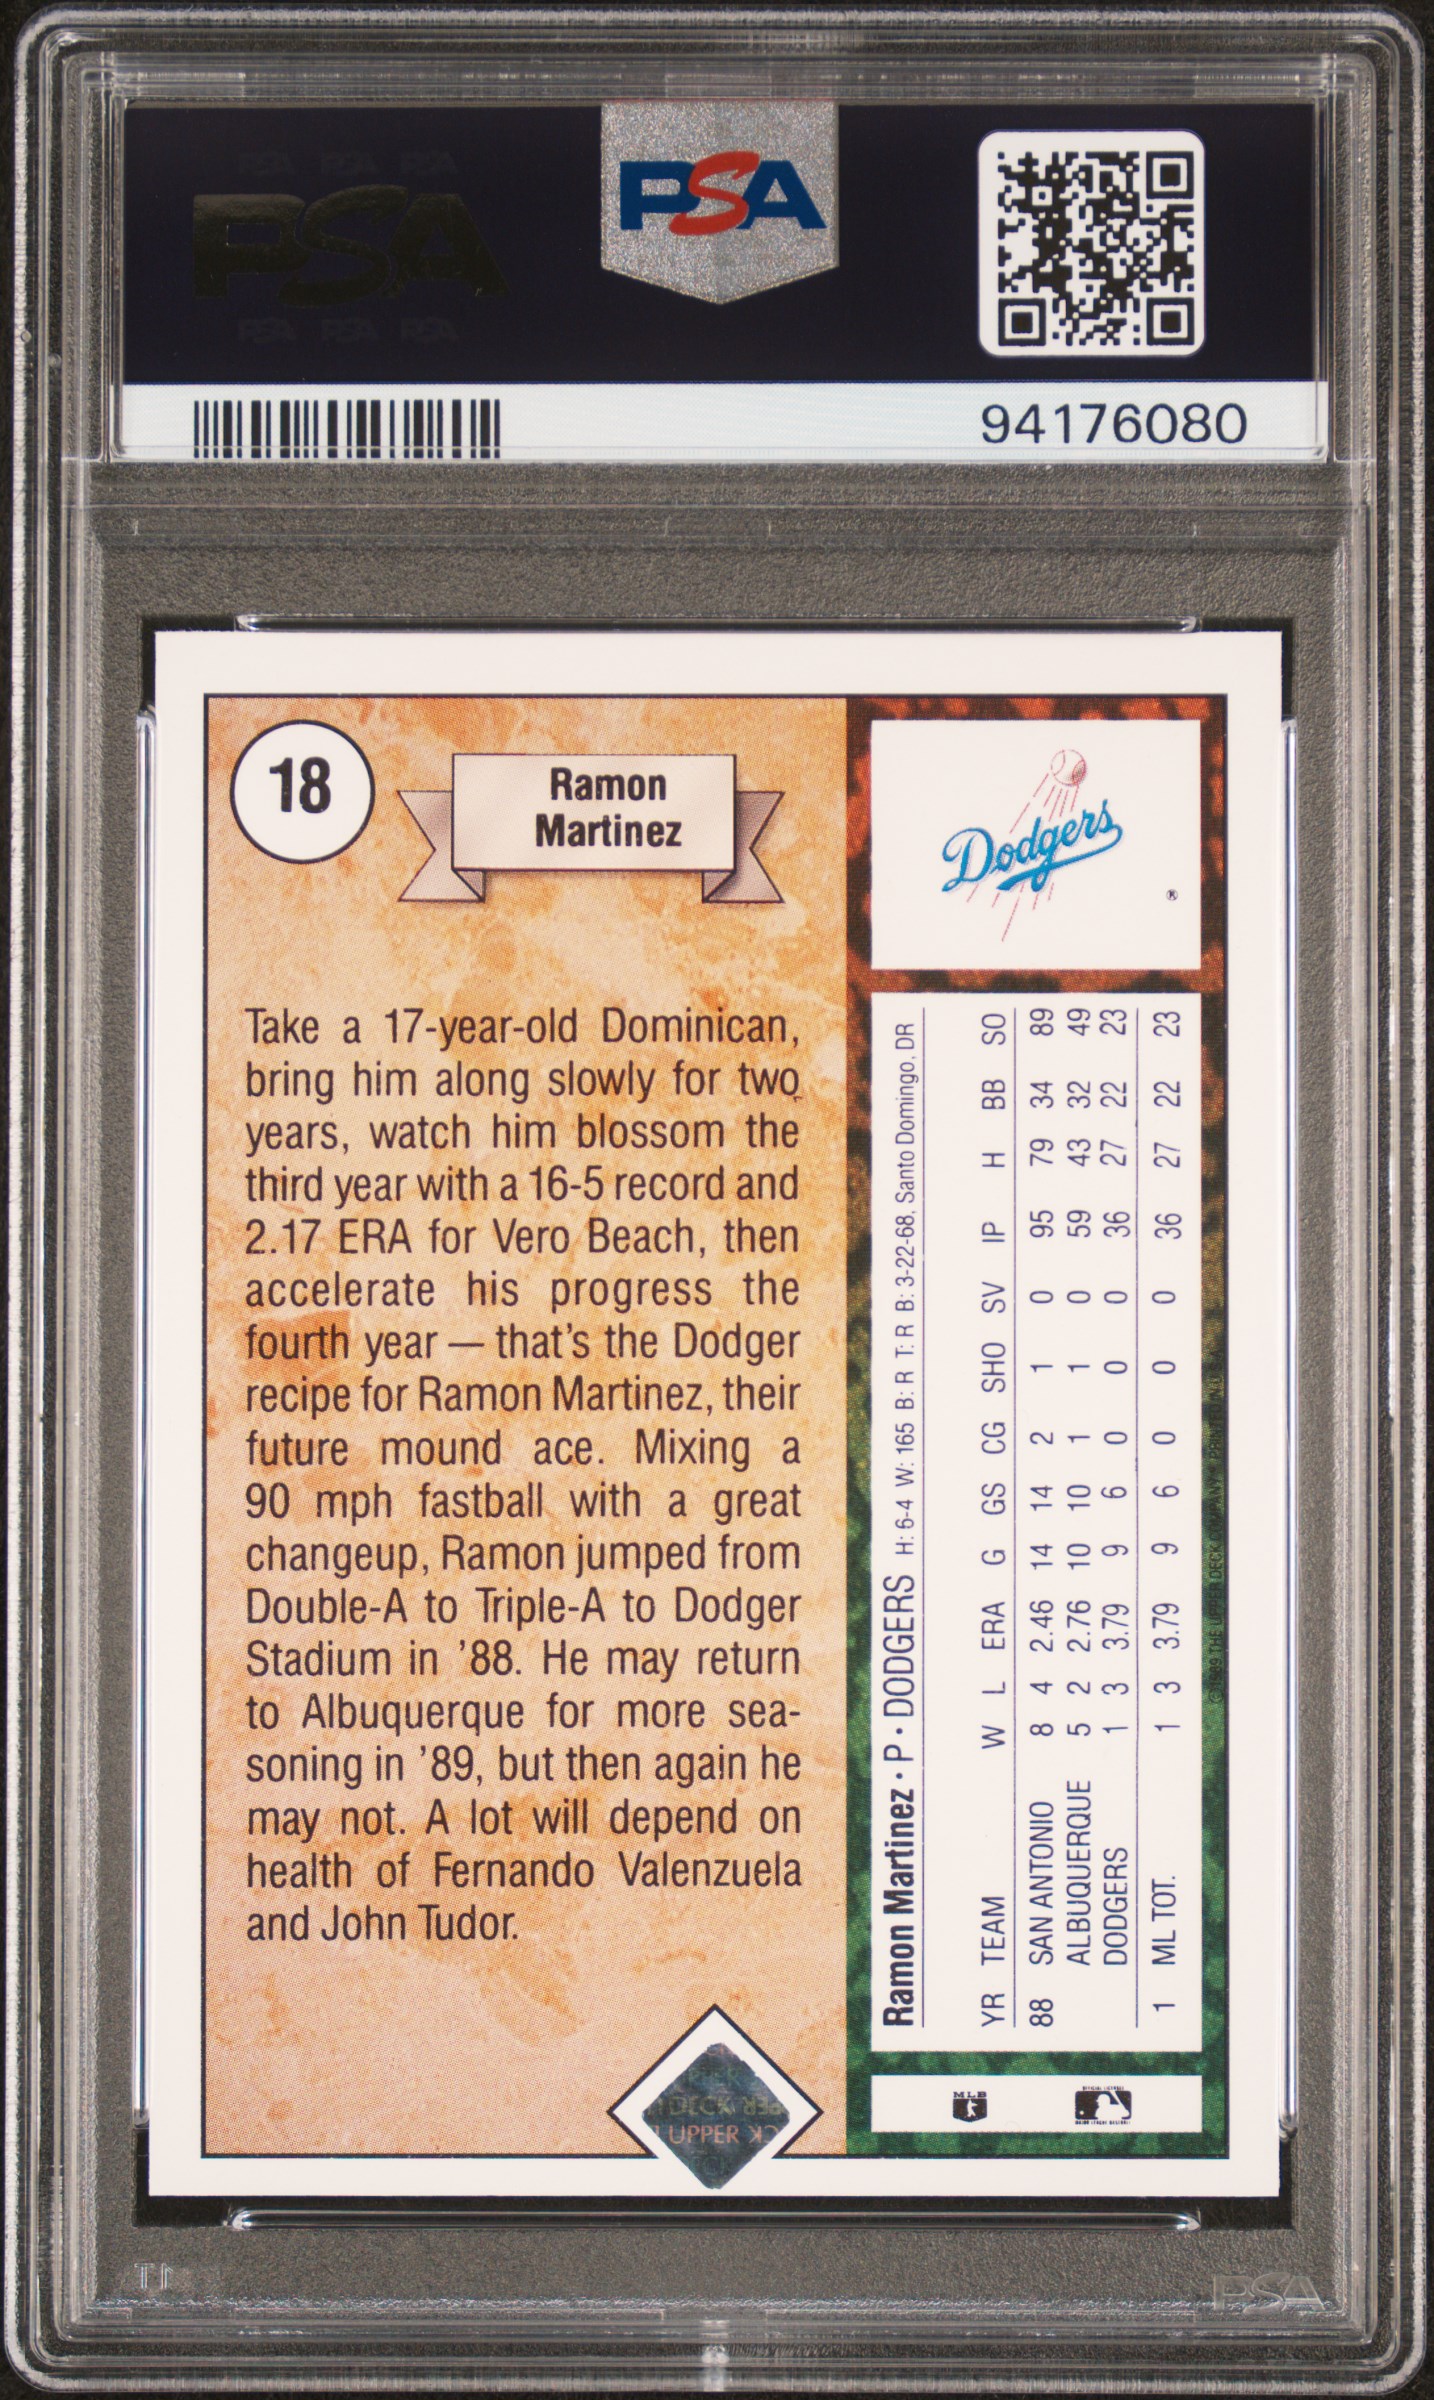 PSA
PSA
94176080
18
Ramon
Martinez
Take a 17-year-old Dominican,
bring him along slowly for two
years, watch him blossom the
third year with a 16-5 record and
2.17 ERA for Vero Beach, then
accelerate his progress the
fourth year — that's the Dodger
recipe for Ramon Martinez, their
future mound ace. Mixing a
90 mph fastball with a great
changeup, Ramon jumped from
Double-A to Triple-A to Dodger
Stadium in '88. He may return
to Albuquerque for more sea-
soning in '89, but then again he
may not. A lot will depend on
health of Fernando Valenzuela
and John Tudor.
Dodgers
®
Ramon Martinez • P • DODGERS H: 6-4 W: 165 B: R T: R B: 3-22-68, Santo Domingo, DR
YR TEAM W L ERA G GS CG SHO SV IP H BB SO
88 SAN ANTONIO 8 4 2.46 14 14 2 1 0 95 79 34 89
ALBUQUERQUE 5 2 2.76 10 10 1 1 0 59 43 32 49
DODGERS 1 3 3.79 9 6 0 0 0 36 27 22 23
1 ML TOT. 1 3 3.79 9 6 0 0 0 36 27 22 23
©1989 THE UPPER DECK COMPANY
MLB
UPPER
PSA